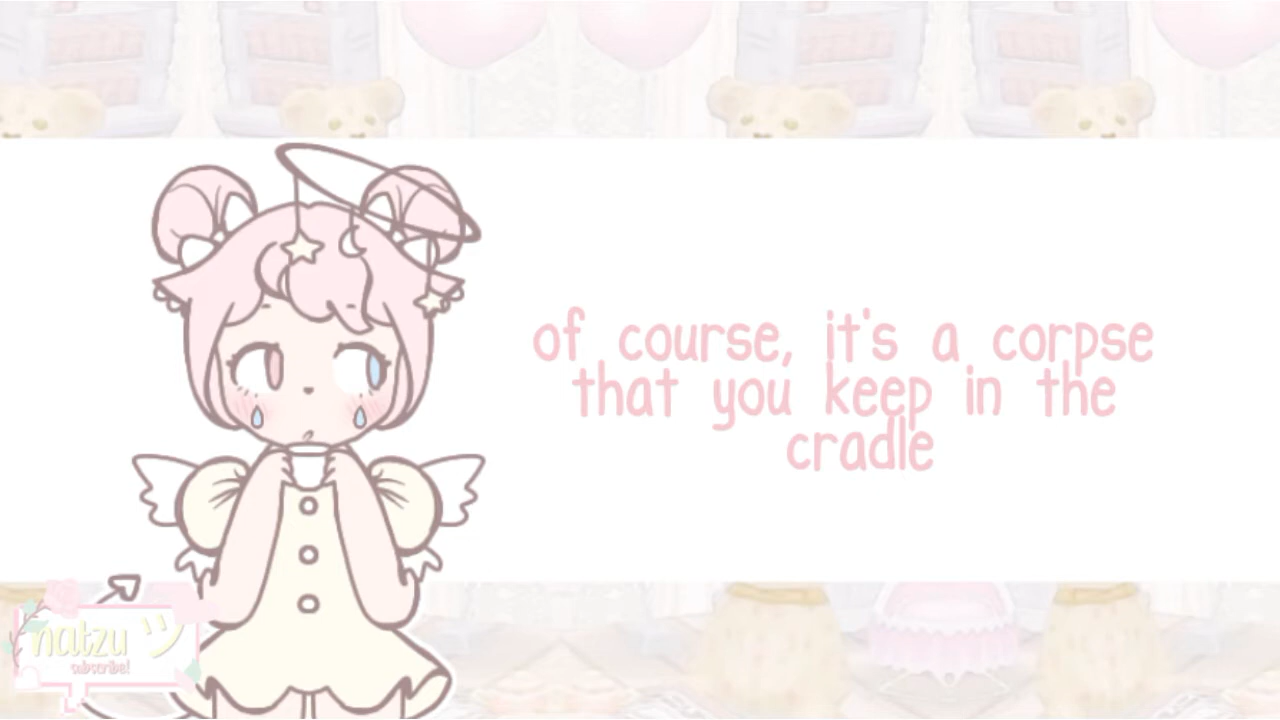 of course, it's a corpse
that you keep in the
cradle
natzu ツ
subscribe!